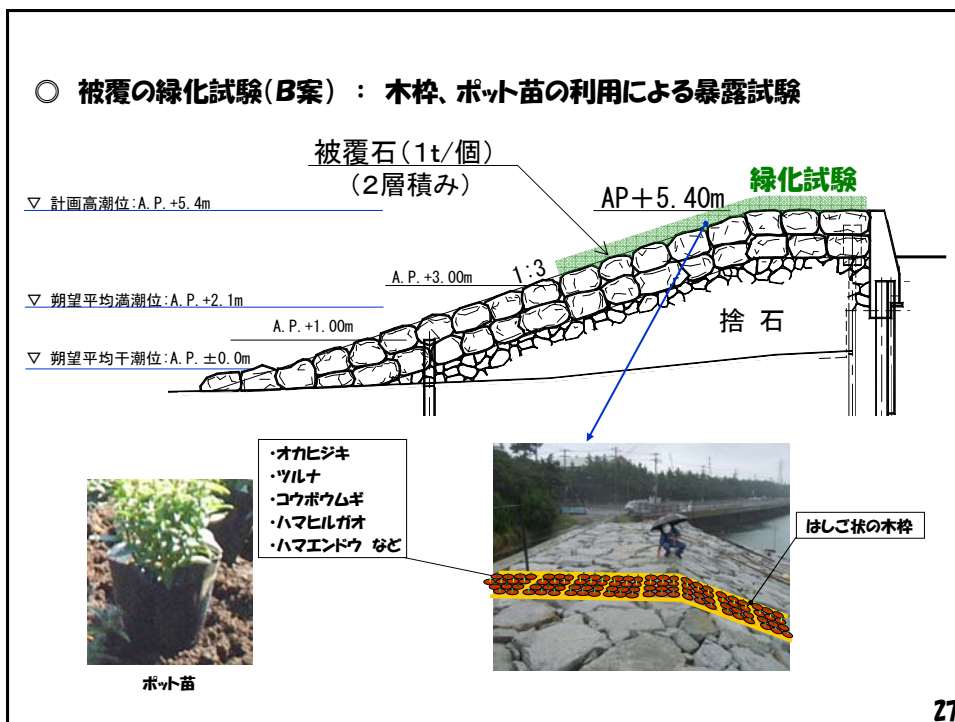 ◎ 被覆の緑化試験(B案) : 木枠、ポット苗の利用による暴露試験
被覆石(1t/個)
(2層積み)
緑化試験
AP+5.40m
▽ 計画高潮位:A.P.+5.4m
1:3
A.P.+3.00m
▽ 朔望平均満潮位:A.P.+2.1m
A.P.+1.00m
捨石
▽ 朔望平均干潮位:A.P.±0.0m
・オカヒジキ
・ツルナ
・コウボウムギ
・ハマヒルガオ
・ハマエンドウ など
はしご状の木枠
ポット苗
27